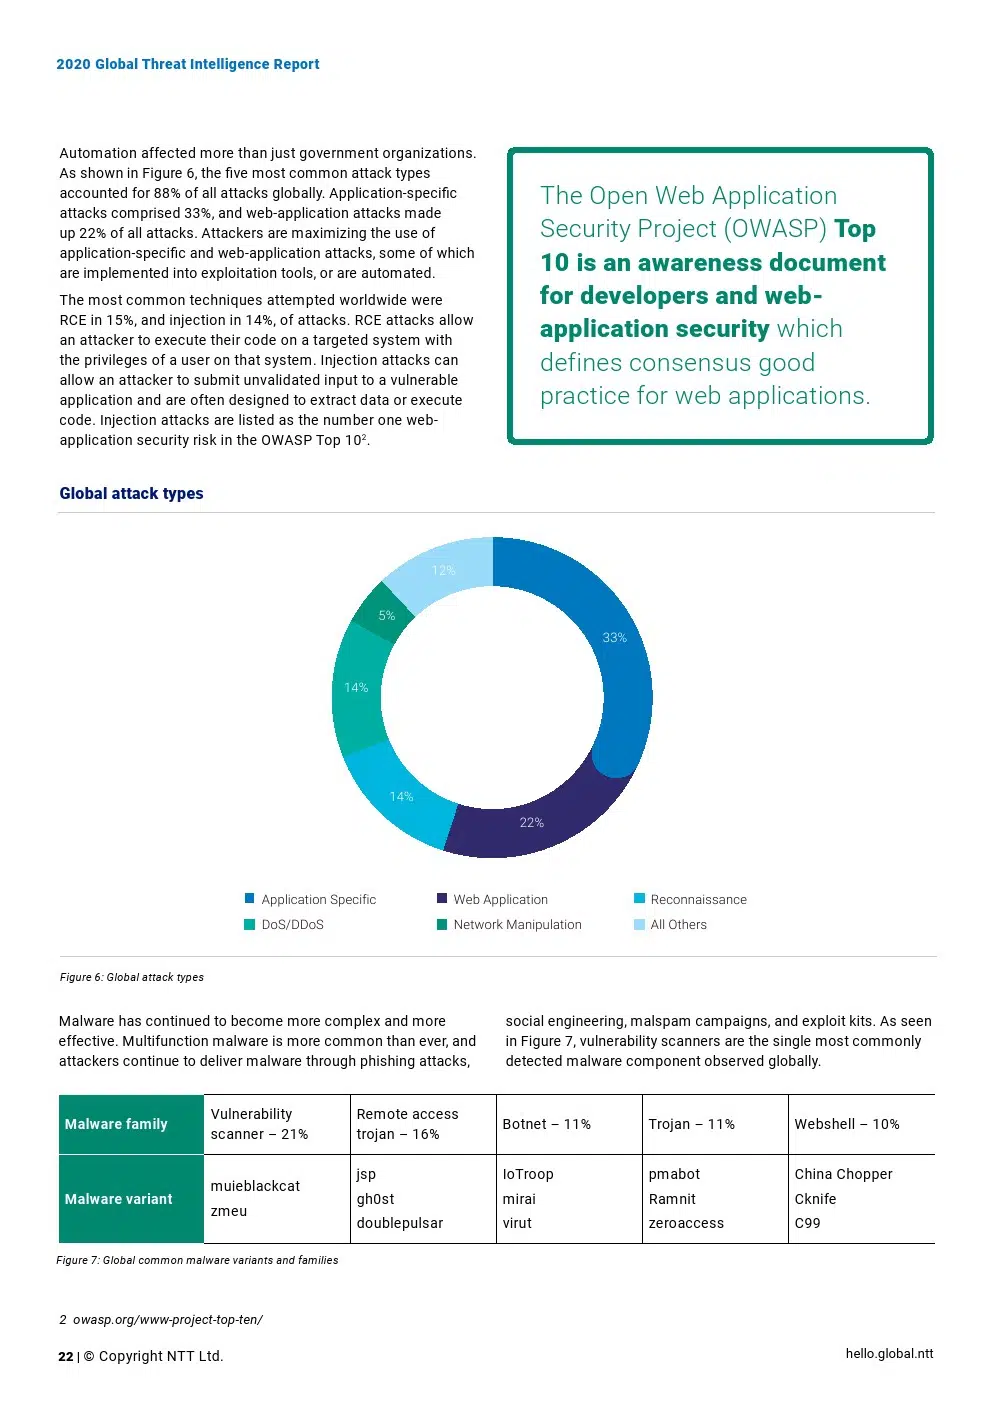 2020 Global Threat Intelligence Report
Automation affected more than just government organizations.
As shown in Figure 6, the five most common attack types
accounted for 88% of all attacks globally. Application-specific
attacks comprised 33%, and web-application attacks made
up 22% of all attacks. Attackers are maximizing the use of
application-specific and web-application attacks, some of which
are implemented into exploitation tools, or are automated.
The most common techniques attempted worldwide were
RCE in 15%, and injection in 14%, of attacks. RCE attacks allow
an attacker to execute their code on a targeted system with
the privileges of a user on that system. Injection attacks can
allow an attacker to submit unvalidated input to a vulnerable
application and are often designed to extract data or execute
code. Injection attacks are listed as the number one web-
application security risk in the OWASP Top 10².
The Open Web Application
Security Project (OWASP) Top
10 is an awareness document
for developers and web-
application security which
defines consensus good
practice for web applications.
Global attack types
12%
5%
33%
14%
14%
22%
Application Specific
Web Application
Reconnaissance
DoS/DDoS
Network Manipulation
All Others
Figure 6: Global attack types
Malware has continued to become more complex and more
effective. Multifunction malware is more common than ever, and
attackers continue to deliver malware through phishing attacks,
social engineering, malspam campaigns, and exploit kits. As seen
in Figure 7, vulnerability scanners are the single most commonly
detected malware component observed globally.
Malware family
Vulnerability
scanner – 21%
Remote access
trojan – 16%
Botnet – 11%
Trojan – 11%
Webshell – 10%
Malware variant
muieblackcat
zmeu
jsp
gh0st
doublepulsar
IoTroop
mirai
virut
pmabot
Ramnit
zeroaccess
China Chopper
Cknife
C99
Figure 7: Global common malware variants and families
2 owasp.org/www-project-top-ten/
22 | © Copyright NTT Ltd.
hello.global.ntt